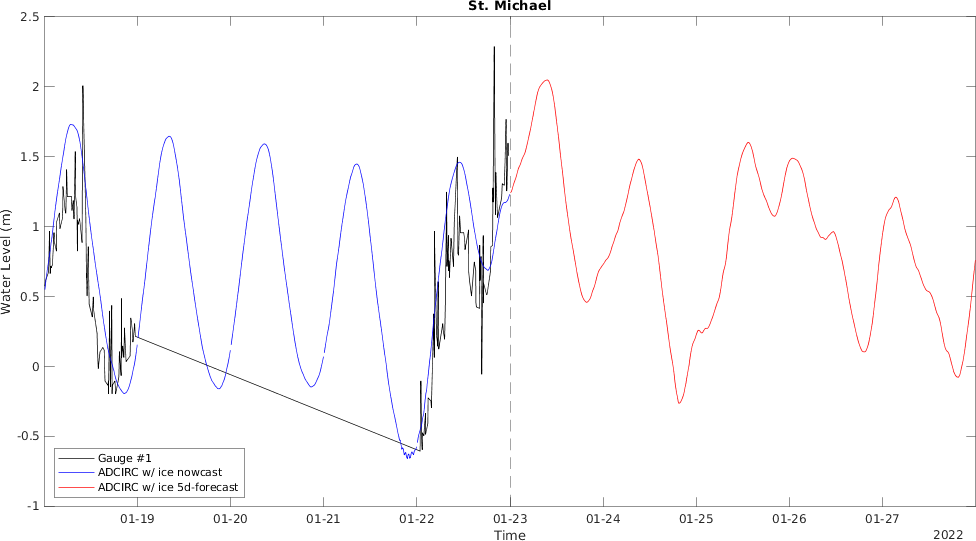 St. Michael
2.5
2
1.5
1
0.5
0
-0.5
-1
Water Level (m)
Gauge #1
ADCIRC w/ ice nowcast
ADCIRC w/ ice 5d-forecast
01-19 01-20 01-21 01-22 01-23 01-24 01-25 01-26 01-27
Time
2022